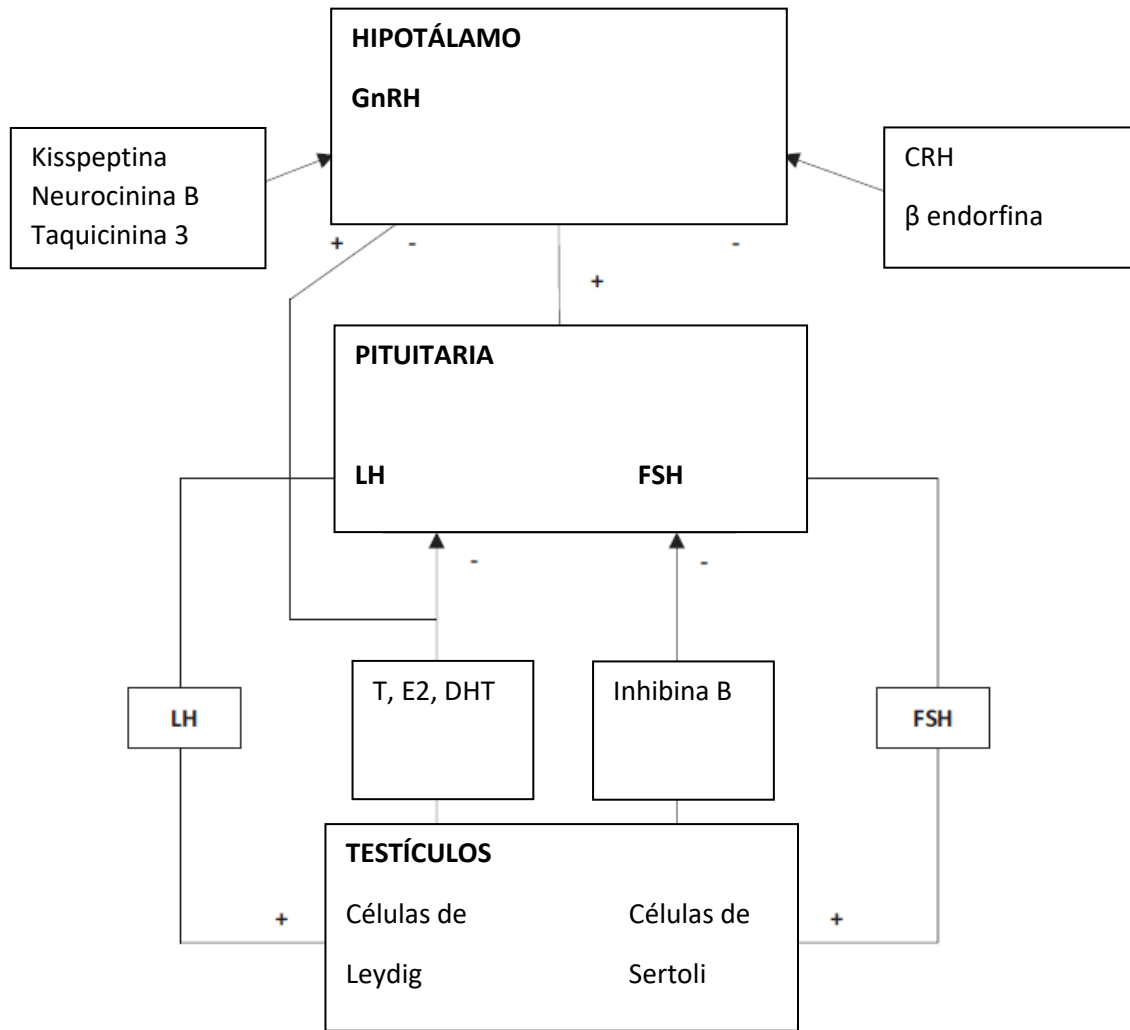 HIPOTÁLAMO
GnRH
Kisspeptina
Neurocinina B
Taquicinina 3
CRH
β endorfina
+
-
-
+
PITUITARIA
LH
FSH
-
-
T, E2, DHT
Inhibina B
LH
FSH
TESTÍCULOS
Células de
Leydig
Células de
Sertoli
+
+